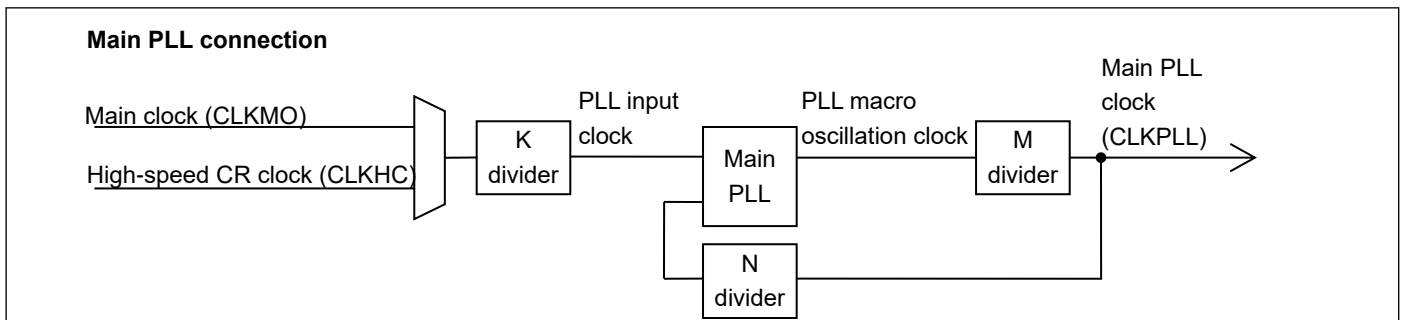 Main PLL connection
Main clock (CLKMO)
High-speed CR clock (CLKHC)
K
divider
PLL input
clock
Main
PLL
PLL macro
oscillation clock
M
divider
Main PLL
clock
(CLKPLL)
N
divider